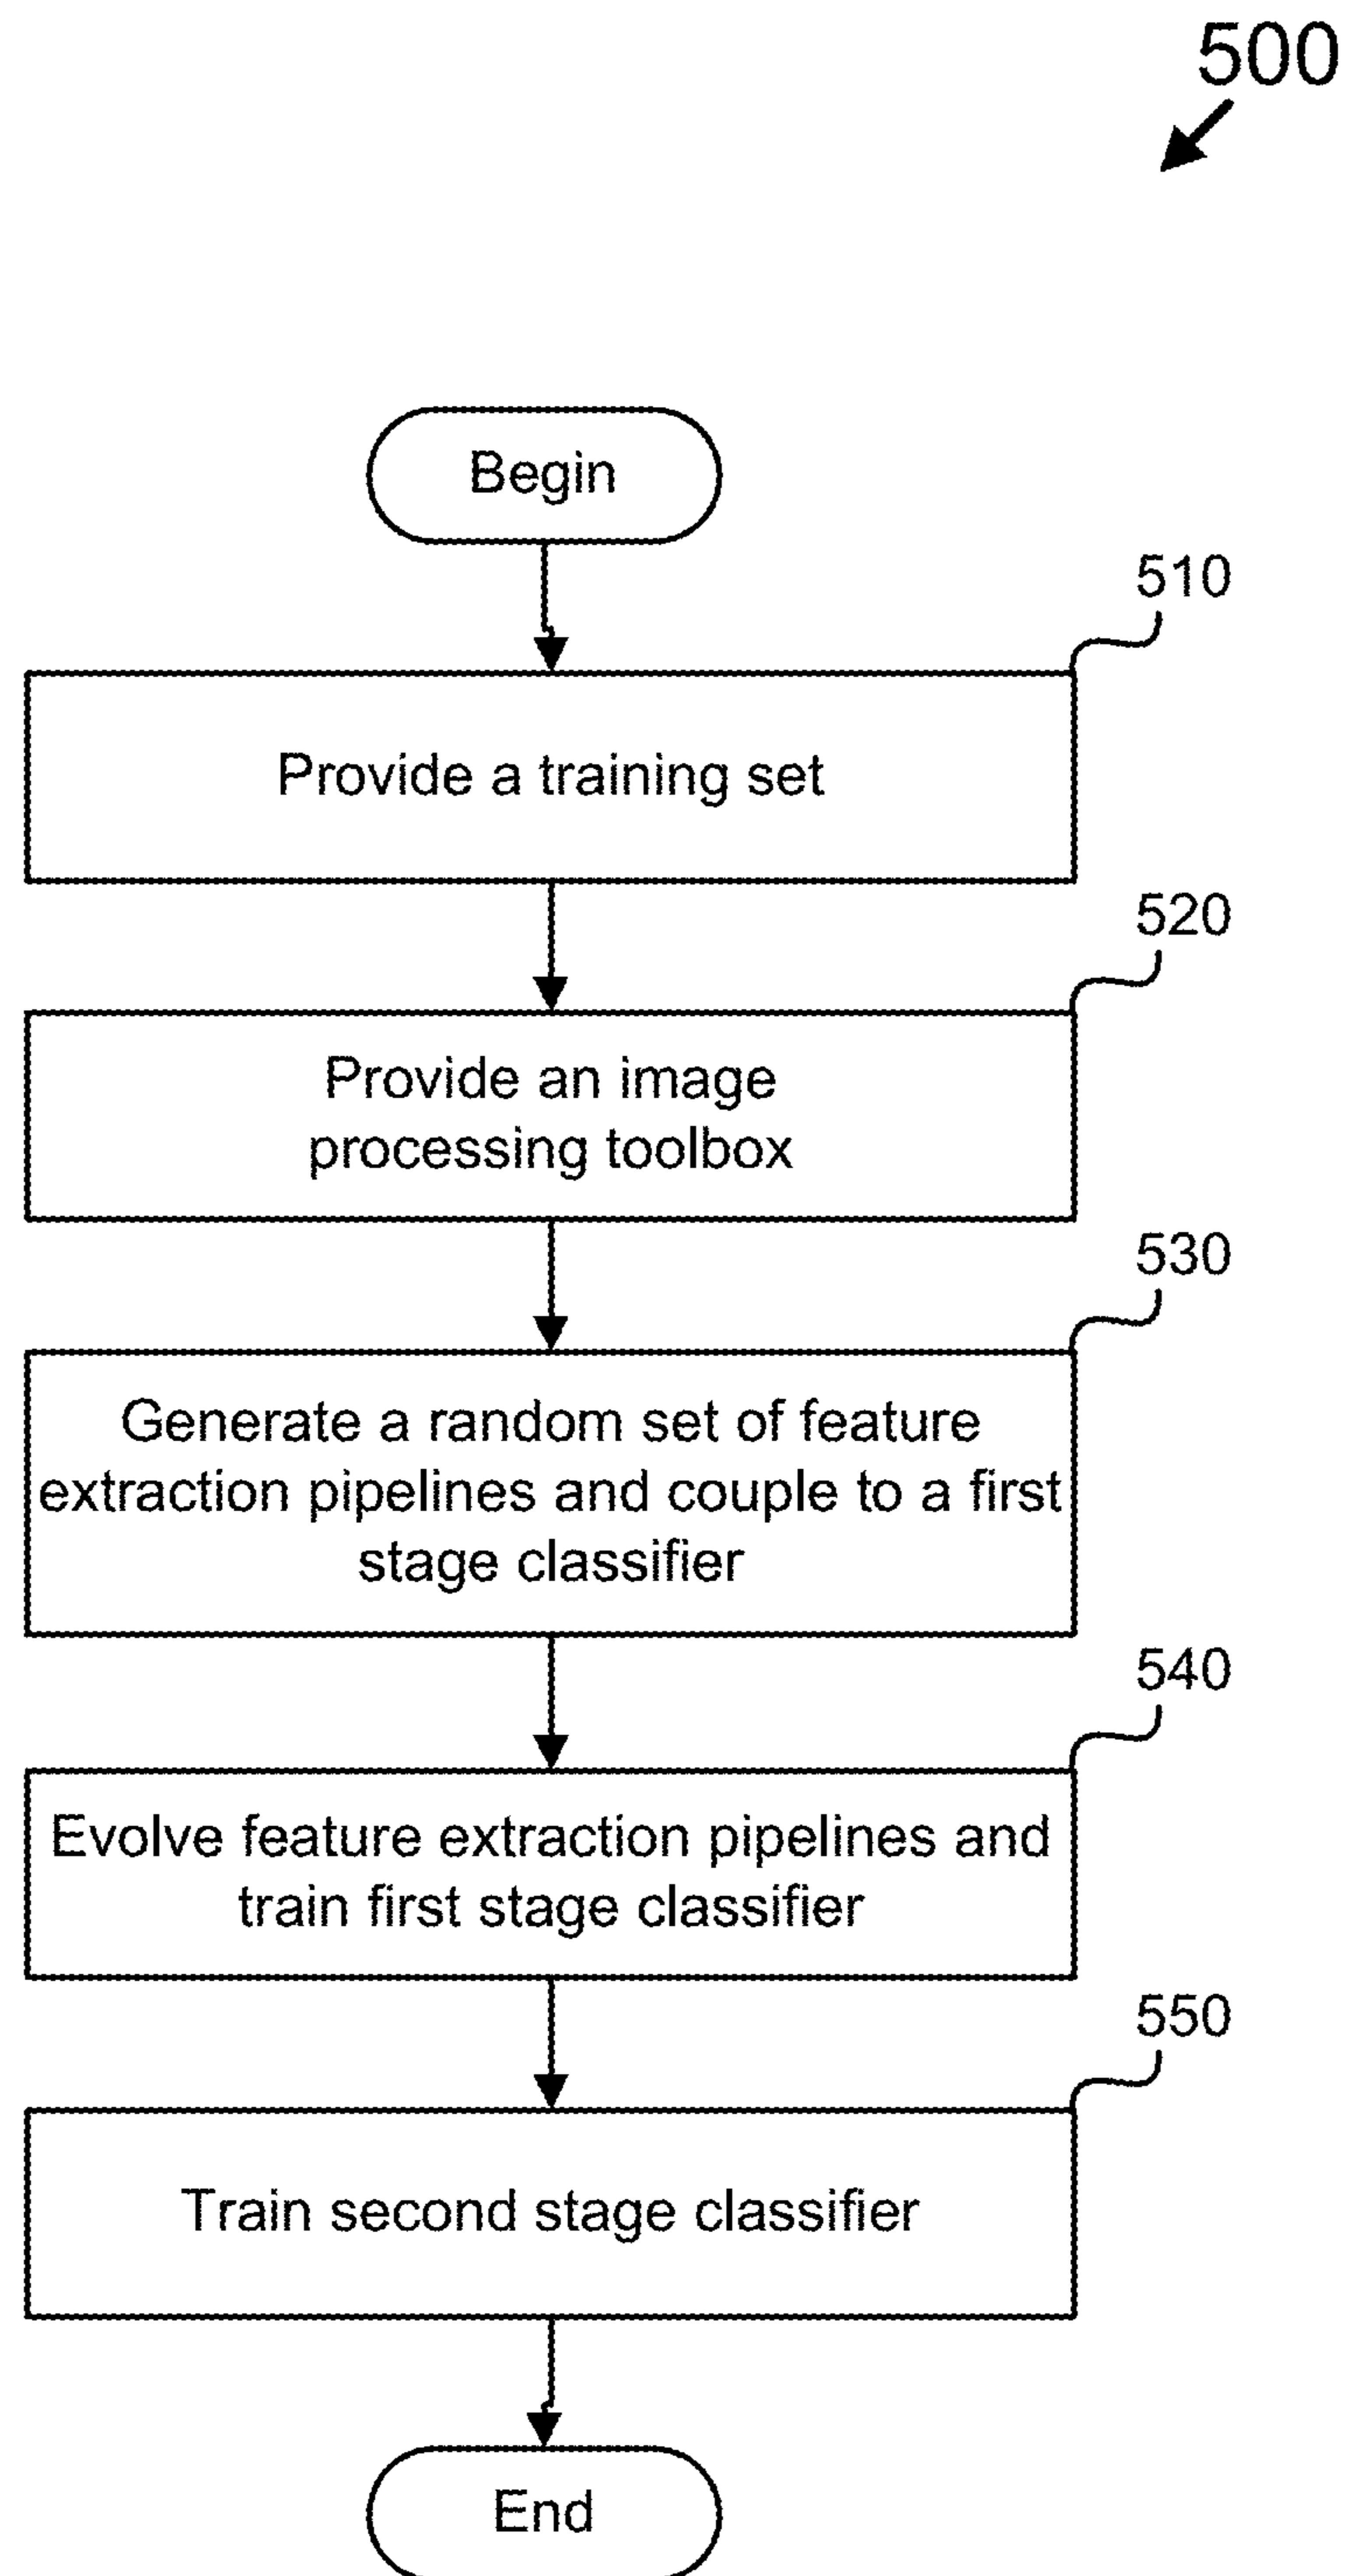 500
Begin
510
Provide a training set
520
Provide an image
processing toolbox
530
Generate a random set of feature
extraction pipelines and couple to a first
stage classifier
540
Evolve feature extraction pipelines and
train first stage classifier
550
Train second stage classifier
End